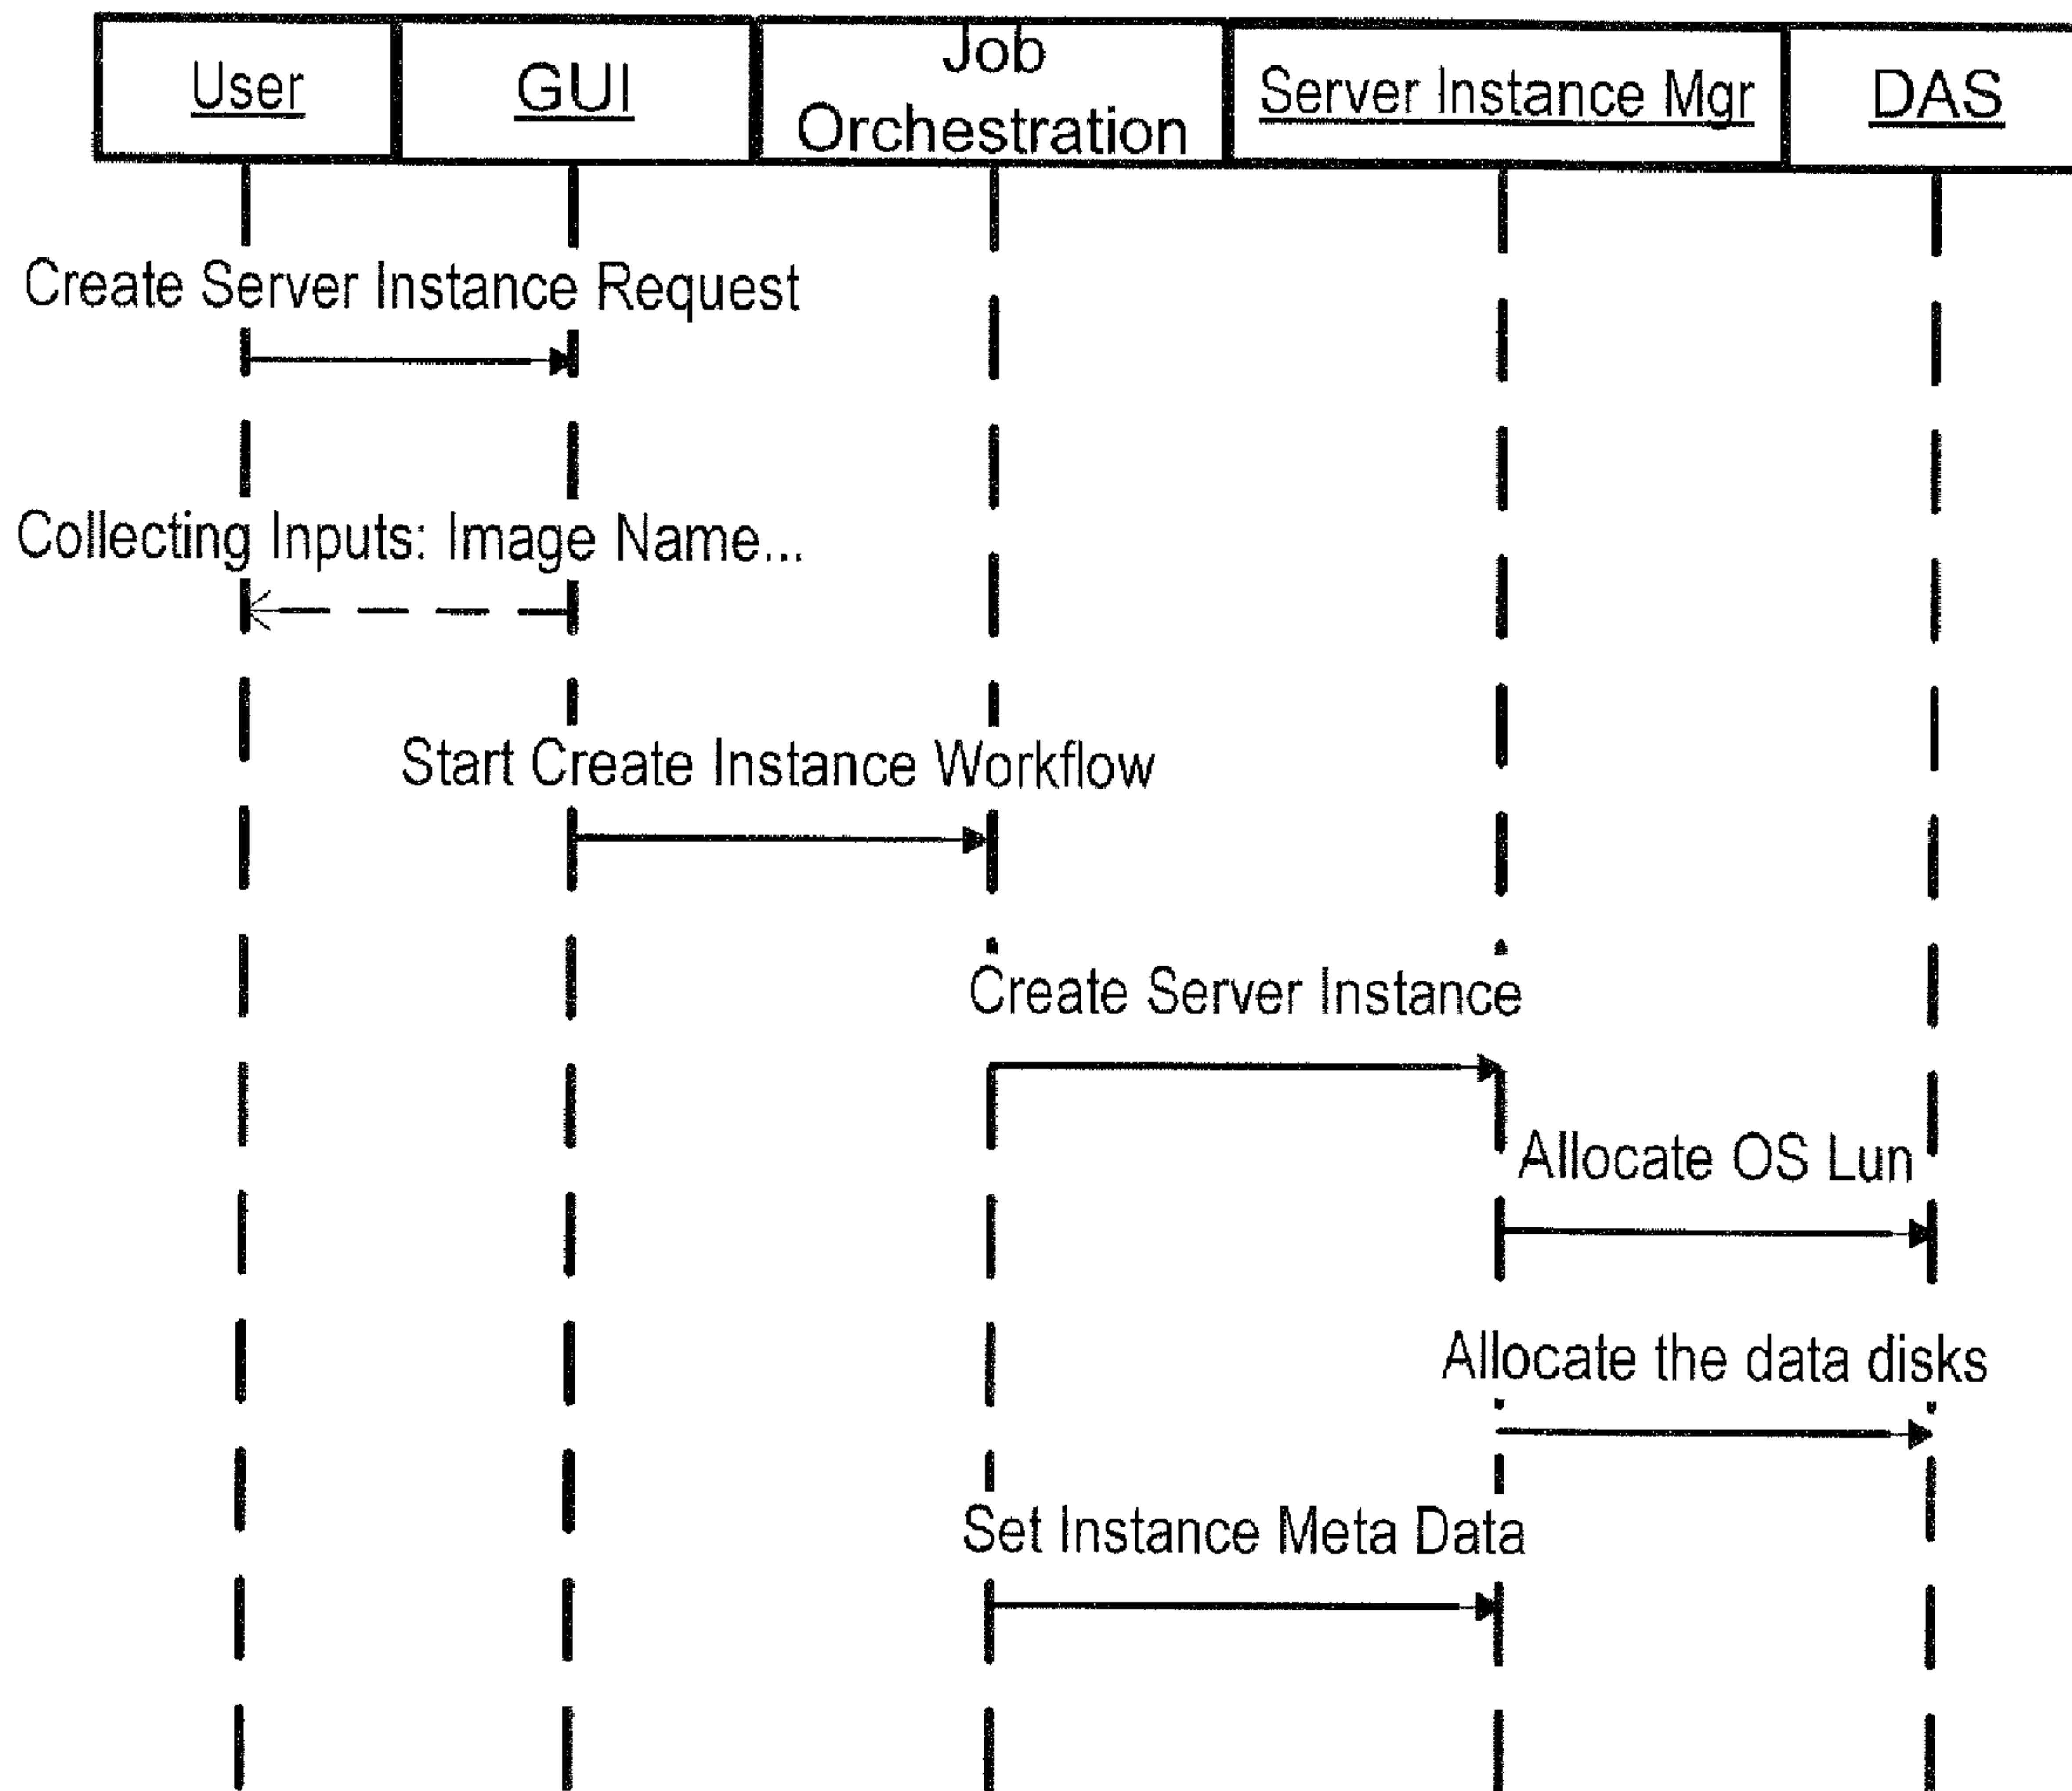 User
GUI
Job
Orchestration
Server Instance Mgr
DAS
Create Server Instance Request
Collecting Inputs: Image Name...
Start Create Instance Workflow
Create Server Instance
Allocate OS Lun
Allocate the data disks
Set Instance Meta Data